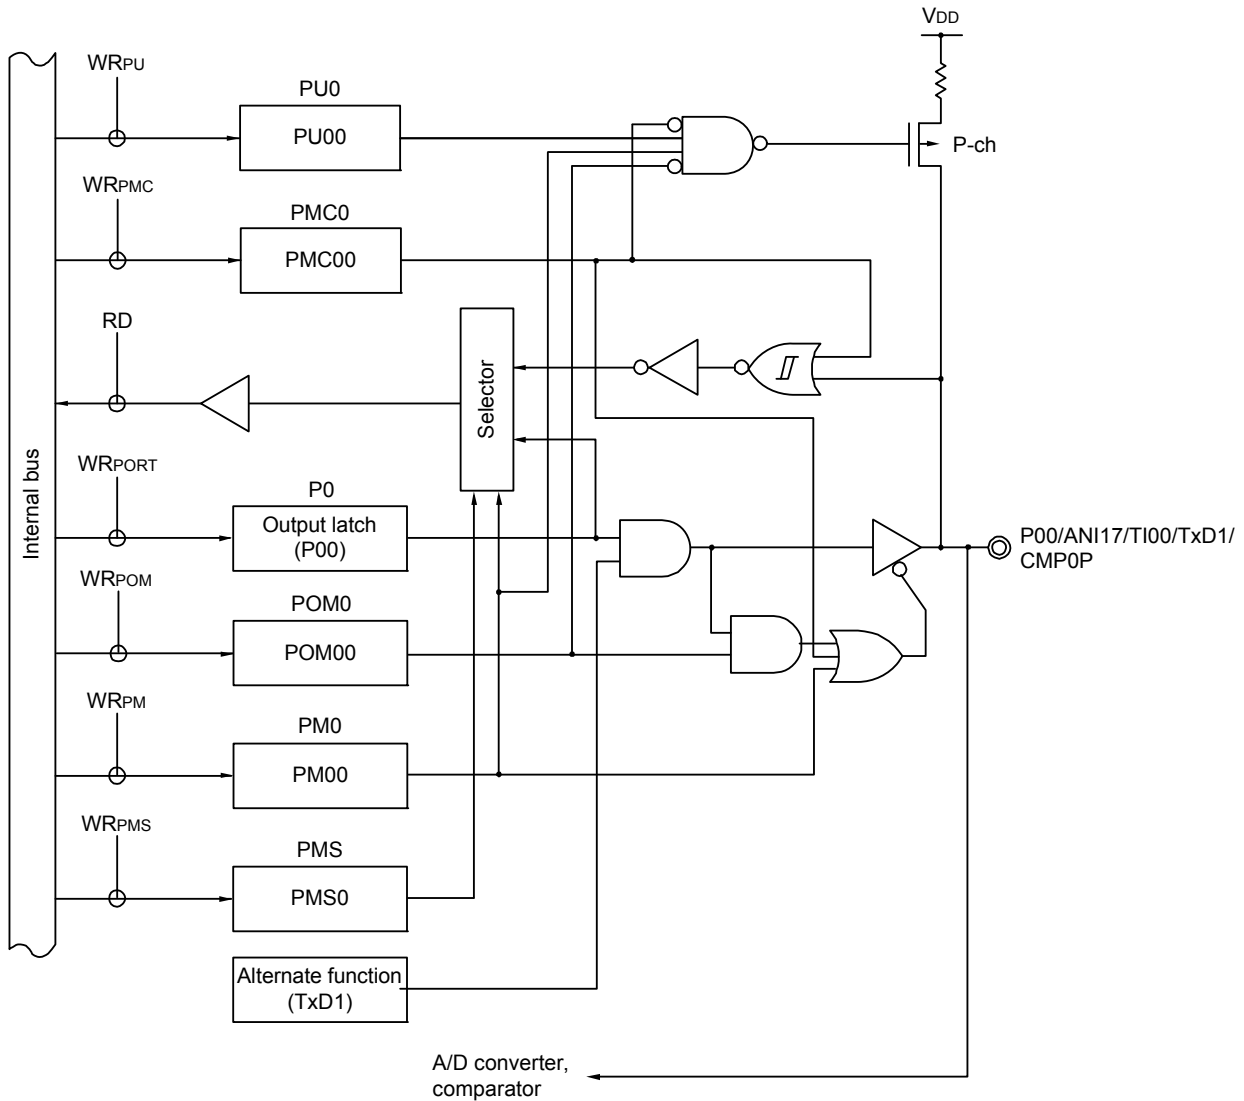 VDD
WRPU
PU0
PU00
P-ch
WRPMC
PMC0
PMC00
RD
Selector
Internal bus
WRPORT
P0
Output latch
(P00)
P00/ANI17/TI00/TxD1/
CMP0P
WRPOM
POM0
POM00
WRPM
PM0
PM00
WRPMS
PMS
PMS0
Alternate function
(TxD1)
A/D converter,
comparator